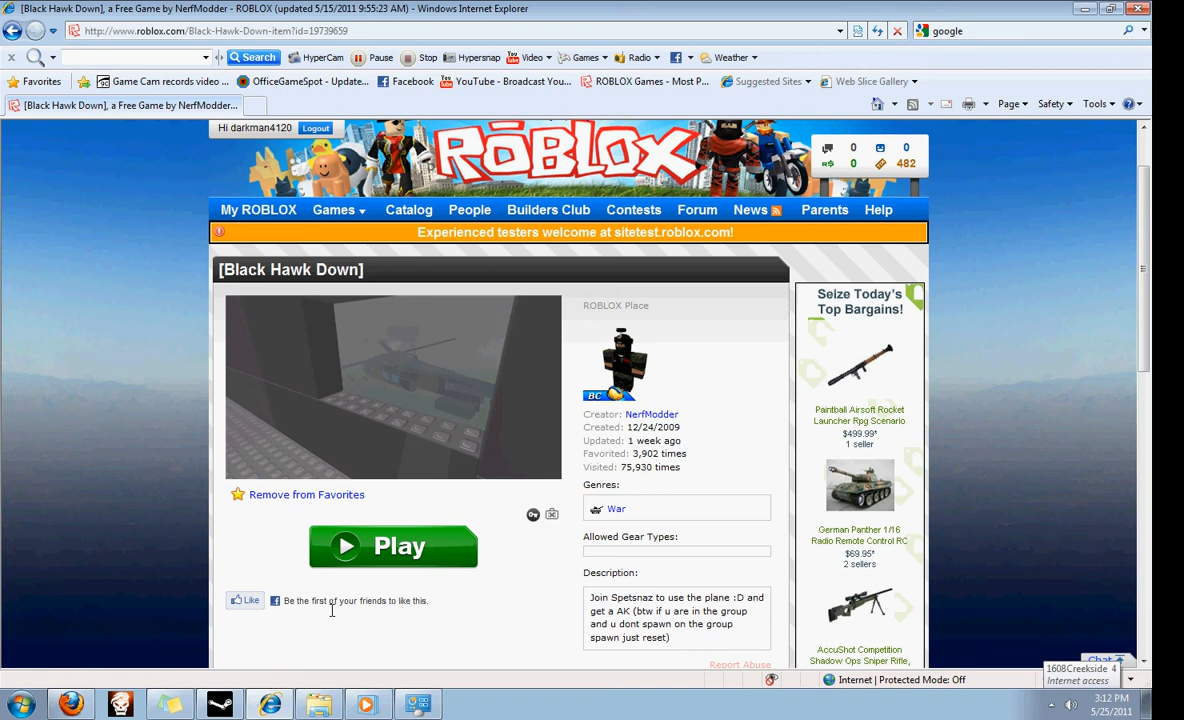 [Black Hawk Down], a Free Game by NerfModder - ROBLOX (updated 5/15/2011 9:55:23 AM) - Windows Internet Explorer
http://www.roblox.com/Black-Hawk-Down-item?id=19739659
google
Search HyperCam Pause Stop Hypersnap Video Games Radio Weather
Favorites Game Cam records video ... OfficeGameSpot - Update... Facebook YouTube - Broadcast You... ROBLOX Games - Most P... Suggested Sites Web Slice Gallery
[Black Hawk Down], a Free Game by NerfModder...
Page Safety Tools
Hi darkman4120 Logout
ROBLOX
0 0
R$ 0 482
My ROBLOX Games Catalog People Builders Club Contests Forum News Parents Help
Experienced testers welcome at sitetest.roblox.com!
[Black Hawk Down]
ROBLOX Place
BC
Creator: NerfModder
Created: 12/24/2009
Updated: 1 week ago
Favorited: 3,902 times
Visited: 75,930 times
Genres:
War
Allowed Gear Types:
Description:
Join Spetsnaz to use the plane :D and
get a AK (btw if u are in the group
and u dont spawn on the group
spawn just reset)
Report Abuse
Remove from Favorites
Play
Like Be the first of your friends to like this.
Seize Today's
Top Bargains!
Paintball Airsoft Rocket
Launcher Rpg Scenario
$499.99*
1 seller
German Panther 1/16
Radio Remote Control RC
$69.95*
2 sellers
AccuShot Competition
Shadow Ops Sniper Rifle,
Chat
1608Creekside 4
Internet access
Internet | Protected Mode: Off
3:12 PM
5/25/2011